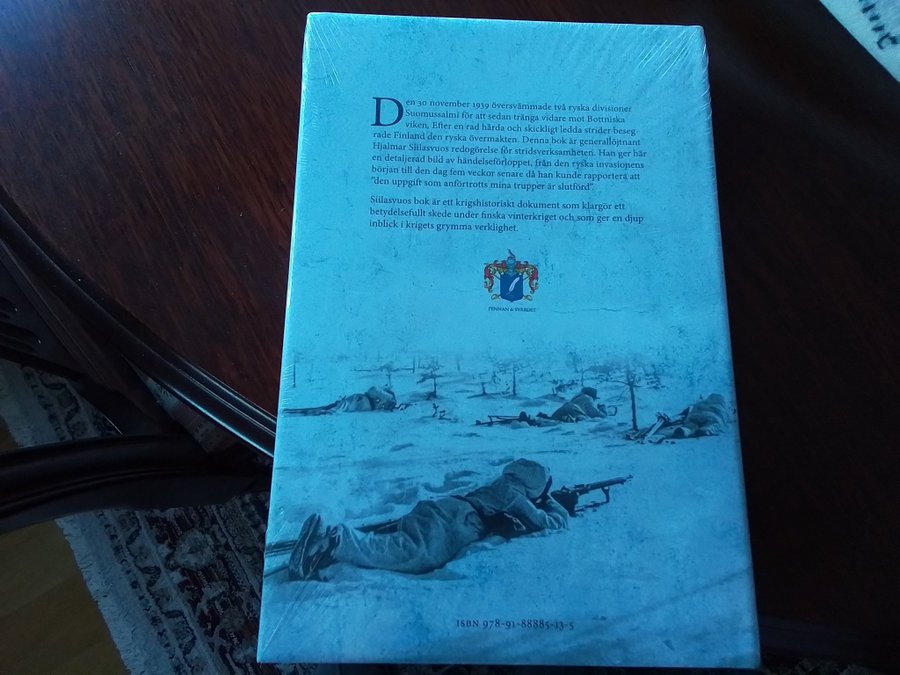 Den 30 november 1939 översvämmade två ryska divisioner
Suomussalmi för att sedan tränga vidare mot Bottniska
viken. Efter en rad hårda och skickligt ledda strider beseg-
rade Finland den ryska övermakten. Denna bok är generallöjtnant
Hjalmar Siilasvuos redogörelse för stridsverksamheten. Han ger här
en detaljerad bild av händelseförloppet, från den ryska invasionens
början till den dag fem veckor senare då han kunde rapportera att
"den uppgift som anförtrotts mina trupper är slutförd".
Siilasvuos bok är ett krigshistoriskt dokument som klargör ett
betydelsefullt skede under finska vinterkriget och som ger en djup
inblick i krigets grymma verklighet.
PENNAN & SVÄRDET
ISBN 978-91-88885-13-5